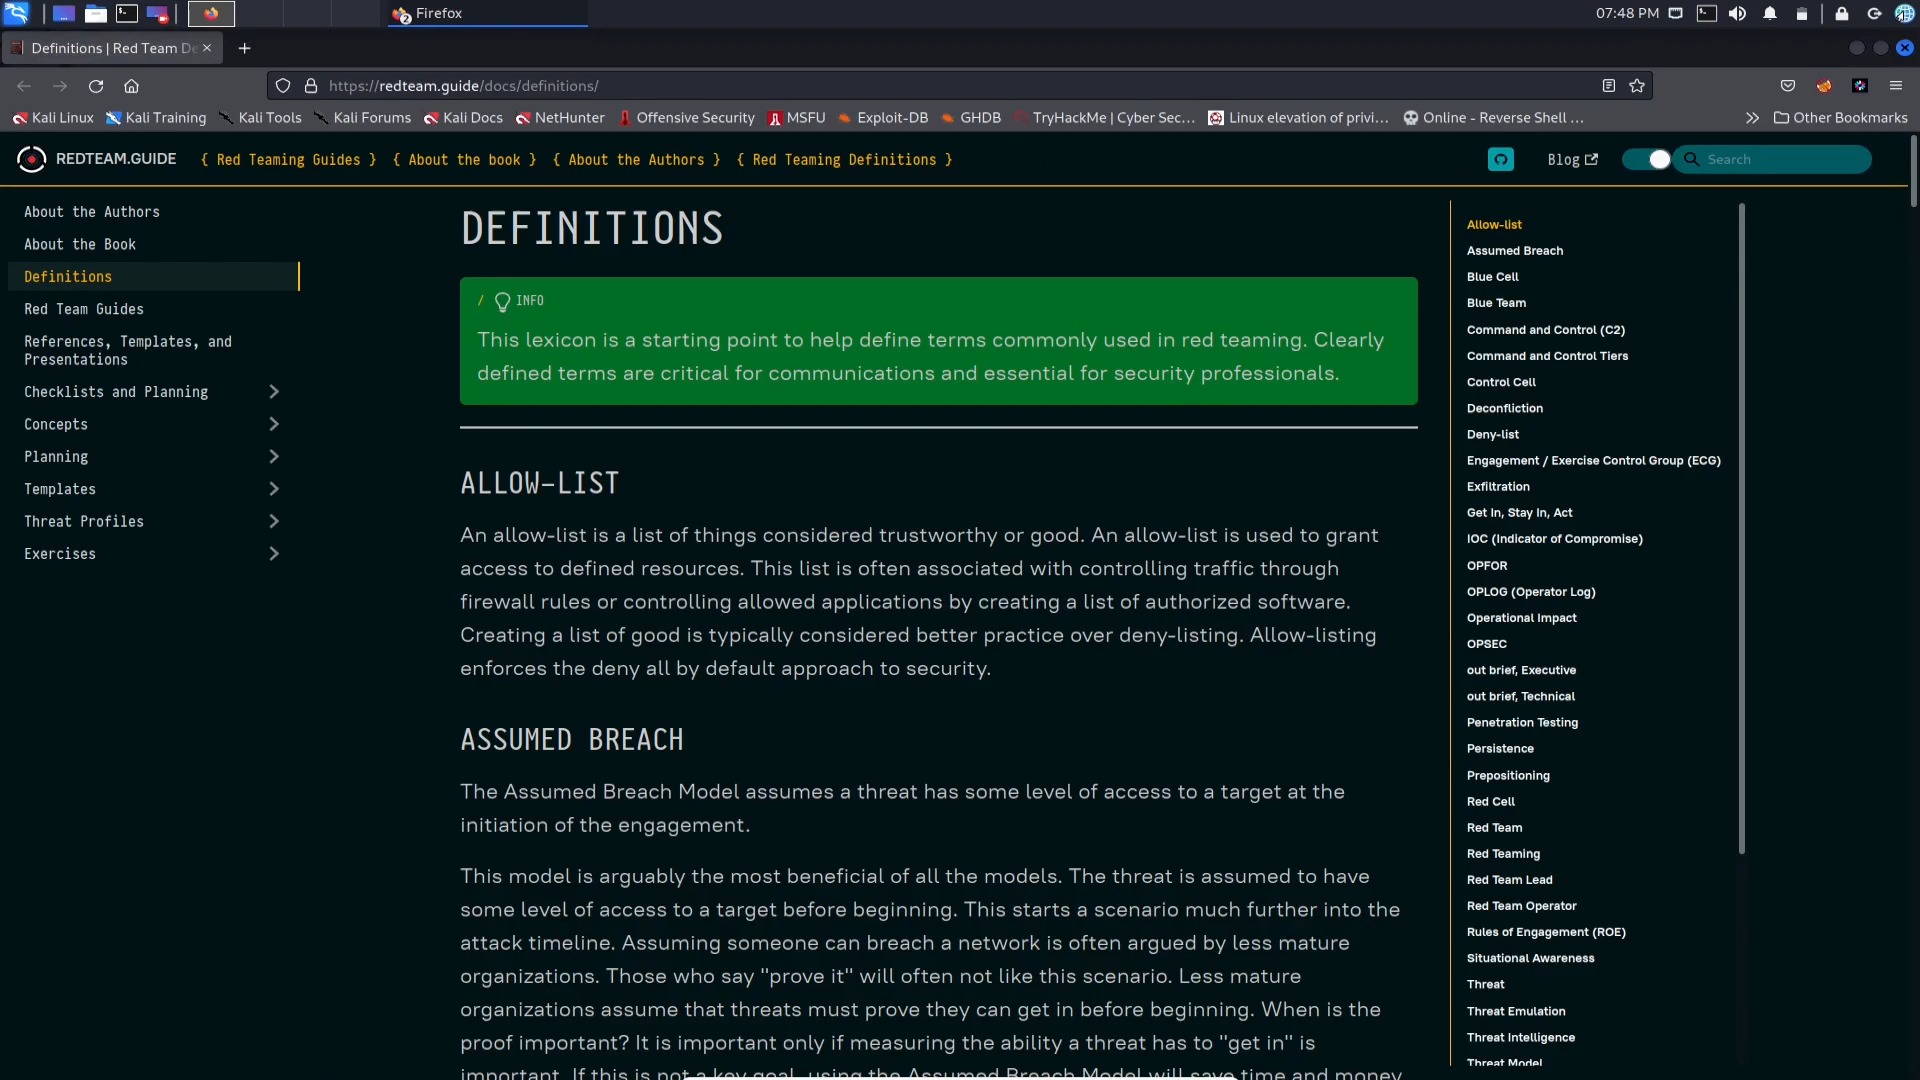 Firefox
07:48 PM
Definitions | Red Team De
https://redteam.guide/docs/definitions/
Kali Linux
Kali Training
Kali Tools
Kali Forums
Kali Docs
NetHunter
Offensive Security
MSFU
Exploit-DB
GHDB
TryHackMe | Cyber Sec...
Linux elevation of privi...
Online - Reverse Shell ...
Other Bookmarks
REDTEAM.GUIDE
{ Red Teaming Guides }
{ About the book }
{ About the Authors }
{ Red Teaming Definitions }
Blog
Search
About the Authors
About the Book
Definitions
Red Team Guides
References, Templates, and
Presentations
Checklists and Planning
Concepts
Planning
Templates
Threat Profiles
Exercises
DEFINITIONS
/ INFO
This lexicon is a starting point to help define terms commonly used in red teaming. Clearly
defined terms are critical for communications and essential for security professionals.
ALLOW-LIST
An allow-list is a list of things considered trustworthy or good. An allow-list is used to grant
access to defined resources. This list is often associated with controlling traffic through
firewall rules or controlling allowed applications by creating a list of authorized software.
Creating a list of good is typically considered better practice over deny-listing. Allow-listing
enforces the deny all by default approach to security.
ASSUMED BREACH
The Assumed Breach Model assumes a threat has some level of access to a target at the
initiation of the engagement.
This model is arguably the most beneficial of all the models. The threat is assumed to have
some level of access to a target before beginning. This starts a scenario much further into the
attack timeline. Assuming someone can breach a network is often argued by less mature
organizations. Those who say "prove it" will often not like this scenario. Less mature
organizations assume that threats must prove they can get in before beginning. When is the
proof important? It is important only if measuring the ability a threat has to "get in" is
important. If this is not a key goal, using the Assumed Breach Model will save time and money
Allow-list
Assumed Breach
Blue Cell
Blue Team
Command and Control (C2)
Command and Control Tiers
Control Cell
Deconfliction
Deny-list
Engagement / Exercise Control Group (ECG)
Exfiltration
Get In, Stay In, Act
IOC (Indicator of Compromise)
OPFOR
OPLOG (Operator Log)
Operational Impact
OPSEC
out brief, Executive
out brief, Technical
Penetration Testing
Persistence
Prepositioning
Red Cell
Red Team
Red Teaming
Red Team Lead
Red Team Operator
Rules of Engagement (ROE)
Situational Awareness
Threat
Threat Emulation
Threat Intelligence
Threat Model